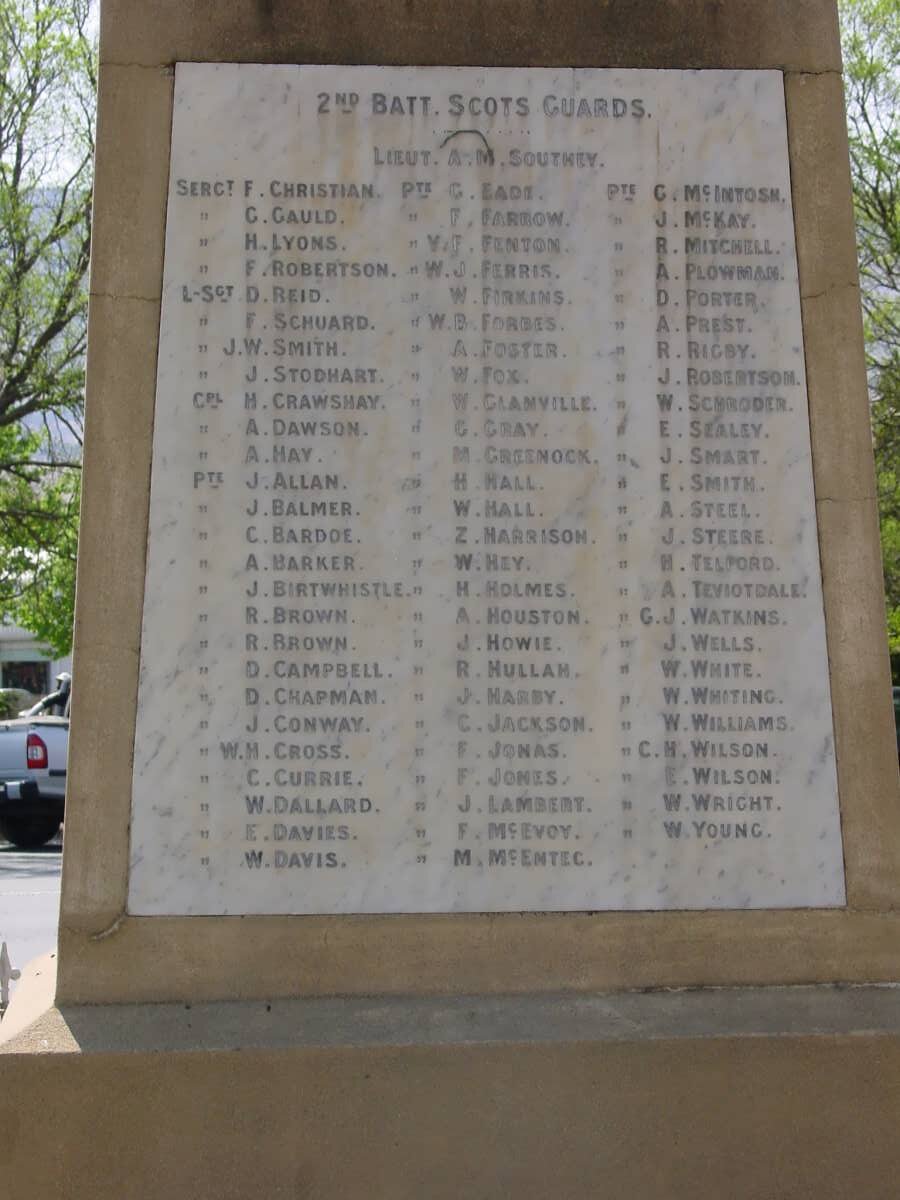 2ND BATT. SCOTS GUARDS.
LIEUT. A.M. SOUTHEY.
SERGT F. CHRISTIAN. PTE G. EADE. PTE G. McINTOSH.
" G. GAULD. " F. FARROW. " J. McKAY.
" H. LYONS. " V.F. FENTON. " R. MITCHELL.
" F. ROBERTSON. " W.J. FERRIS. " A. PLOWMAN.
L-SGT D. REID. " W. FIRKINS. " D. PORTER.
" F. SCHUARD. " W.B. FORBES. " A. PREST.
" J.W. SMITH. " A. FOSTER. " R. RIGBY.
" J. STODHART. " W. FOX. " J. ROBERTSON.
CPL H. CRAWSHAY. " W. GLANVILLE. " W. SCHRODER.
" A. DAWSON. " G. GRAY. " E. SEALEY.
" A. HAY. " M. GREENOCK. " J. SMART.
PTE J. ALLAN. " H. HALL. " E. SMITH.
" J. BALMER. " W. HALL. " A. STEEL.
" C. BARDOE. " Z. HARRISON. " J. STEERE.
" A. BARKER. " W. HEY. " H. TELFORD.
" J. BIRTWHISTLE. " H. HOLMES. " A. TEVIOTDALE.
" R. BROWN. " A. HOUSTON. " G.J. WATKINS.
" R. BROWN. " J. HOWIE. " J. WELLS.
" D. CAMPBELL. " R. HULLAH. " W. WHITE.
" D. CHAPMAN. " J. HARBY. " W. WHITING.
" J. CONWAY. " C. JACKSON. " W. WILLIAMS.
" W.H. CROSS. " F. JONAS. " C.H. WILSON.
" C. CURRIE. " F. JONES. " E. WILSON.
" W. DALLARD. " J. LAMBERT. " W. WRIGHT.
" E. DAVIES. " F. McEVOY. " W. YOUNG.
" W. DAVIS. " M. McENTEG.